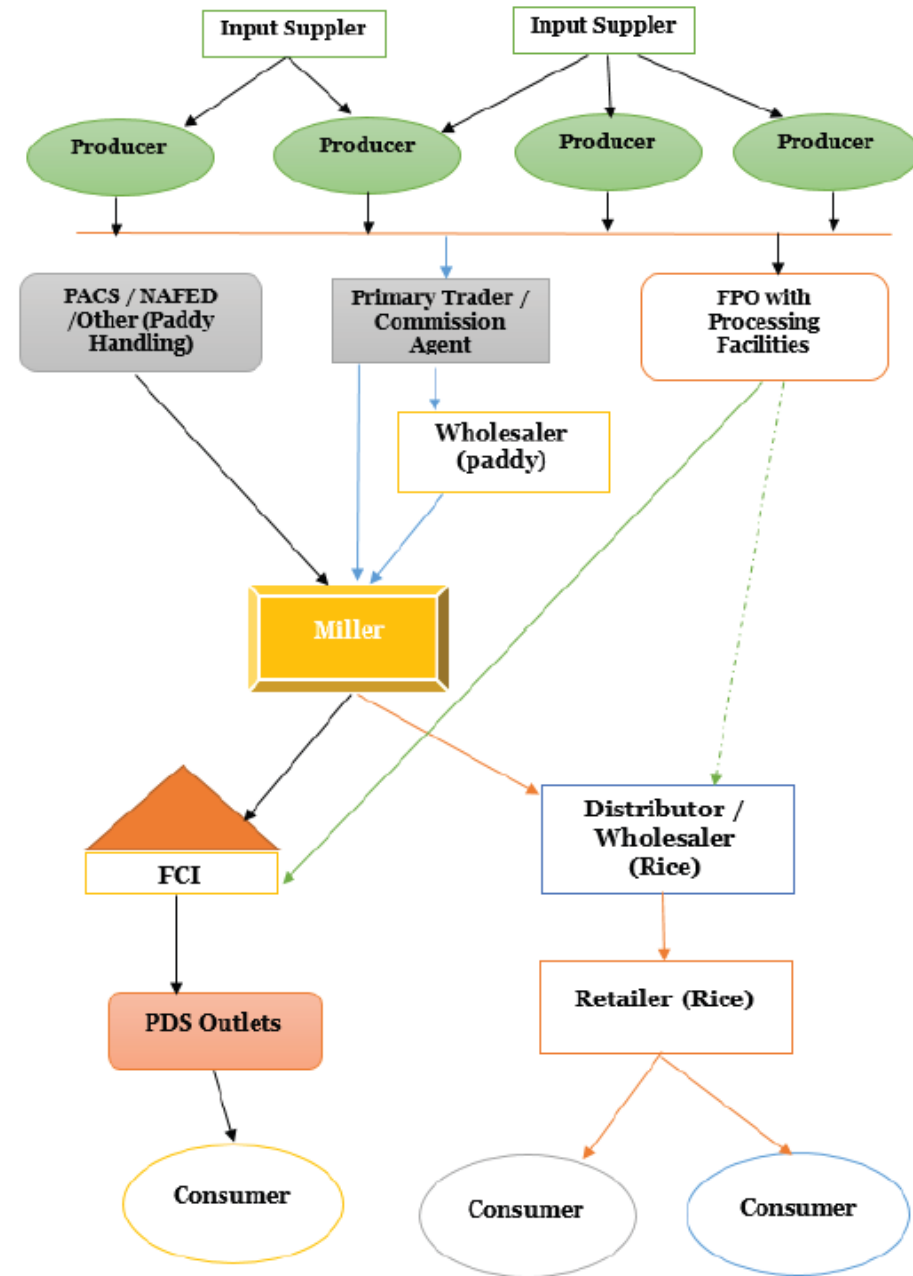 Input Suppler
Input Suppler
Producer
Producer
Producer
Producer
PACS / NAFED
/Other (Paddy
Handling)
Primary Trader /
Commission
Agent
FPO with
Processing
Facilities
Wholesaler
(paddy)
Miller
FCI
Distributor /
Wholesaler
(Rice)
PDS Outlets
Retailer (Rice)
Consumer
Consumer
Consumer